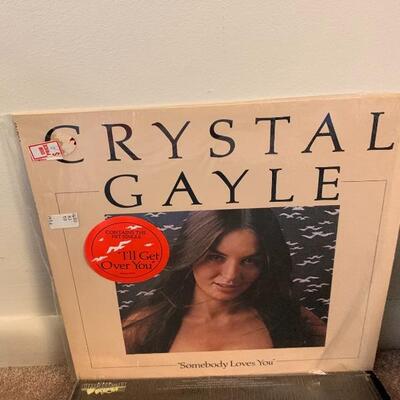 CRYSTAL
GAYLE
CONTAINS THE
HIT SINGLE
"I'll Get
Over You"
"Somebody Loves You"